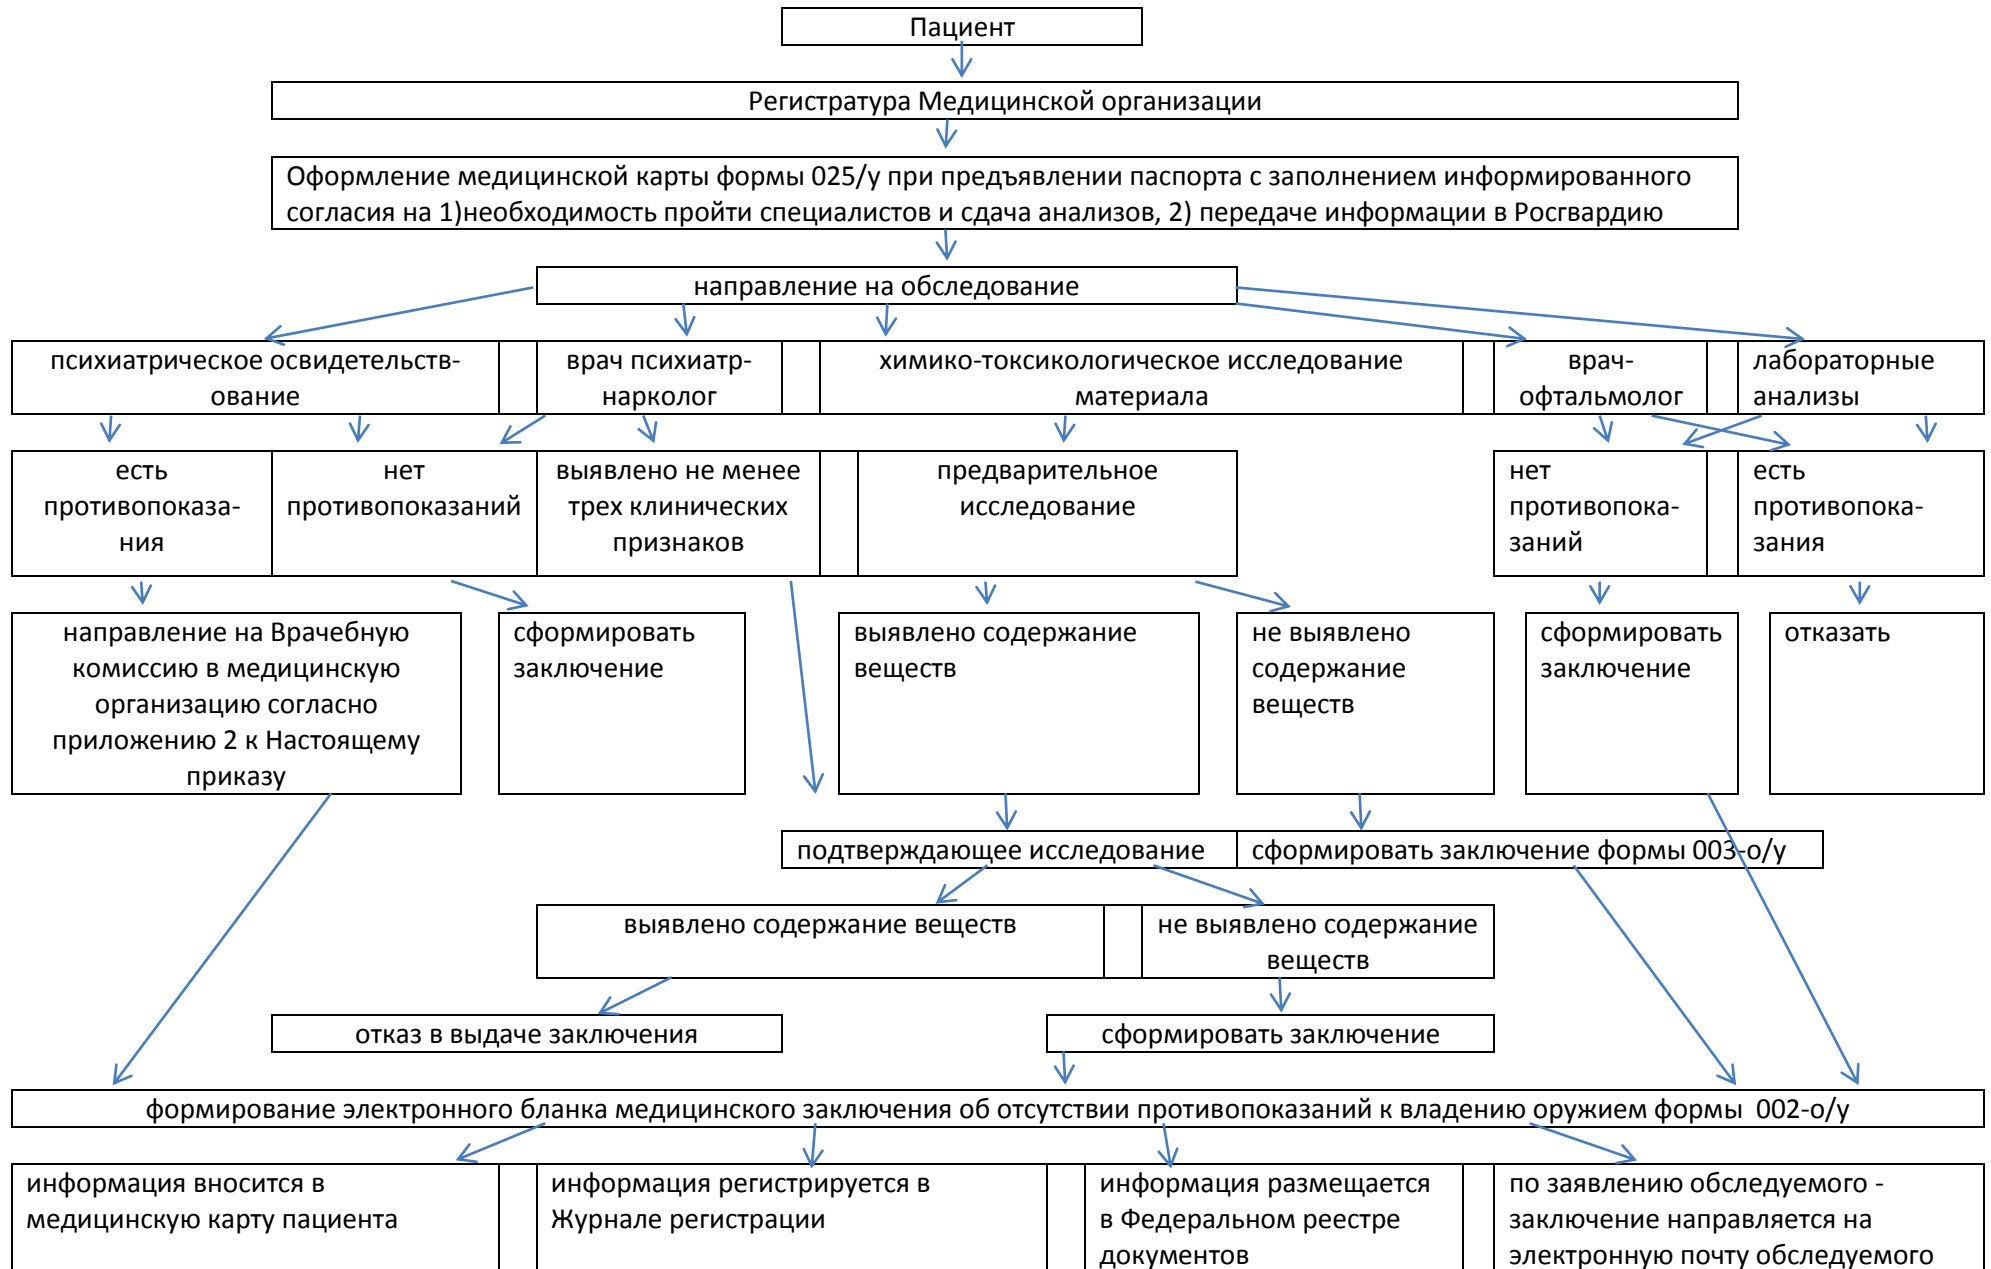 Пациент
Регистратура Медицинской организации
Оформление медицинской карты формы 025/у при предъявлении паспорта с заполнением информированного
согласия на 1)необходимость пройти специалистов и сдача анализов, 2) передаче информации в Росгвардию
направление на обследование
психиатрическое освидетельств-
ование
врач психиатр-
нарколог
химико-токсикологическое исследование
материала
врач-
офтальмолог
лабораторные
анализы
есть
противопоказа-
ния
нет
противопоказаний
выявлено не менее
трех клинических
признаков
предварительное
исследование
нет
противопока-
заний
есть
противопока-
зания
направление на Врачебную
комиссию в медицинскую
организацию согласно
приложению 2 к Настоящему
приказу
сформировать
заключение
выявлено содержание
веществ
не выявлено
содержание
веществ
сформировать
заключение
отказать
подтверждающее исследование
сформировать заключение формы 003-о/у
выявлено содержание веществ
не выявлено содержание
веществ
отказ в выдаче заключения
сформировать заключение
формирование электронного бланка медицинского заключения об отсутствии противопоказаний к владению оружием формы  002-о/у
информация вносится в
медицинскую карту пациента
информация регистрируется в
Журнале регистрации
информация размещается
в Федеральном реестре
документов
по заявлению обследуемого -
заключение направляется на
электронную почту обследуемого